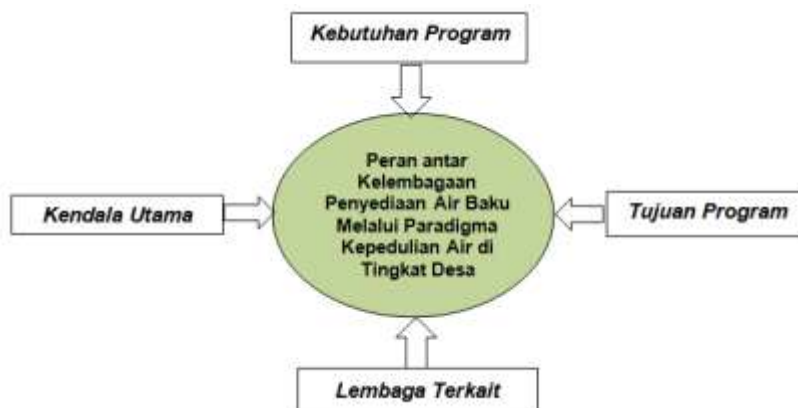 Kebutuhan Program
Peran antar
Kelembagaan
Penyediaan Air Baku
Melalui Paradigma
Kepedulian Air di
Tingkat Desa
Kendala Utama
Tujuan Program
Lembaga Terkait